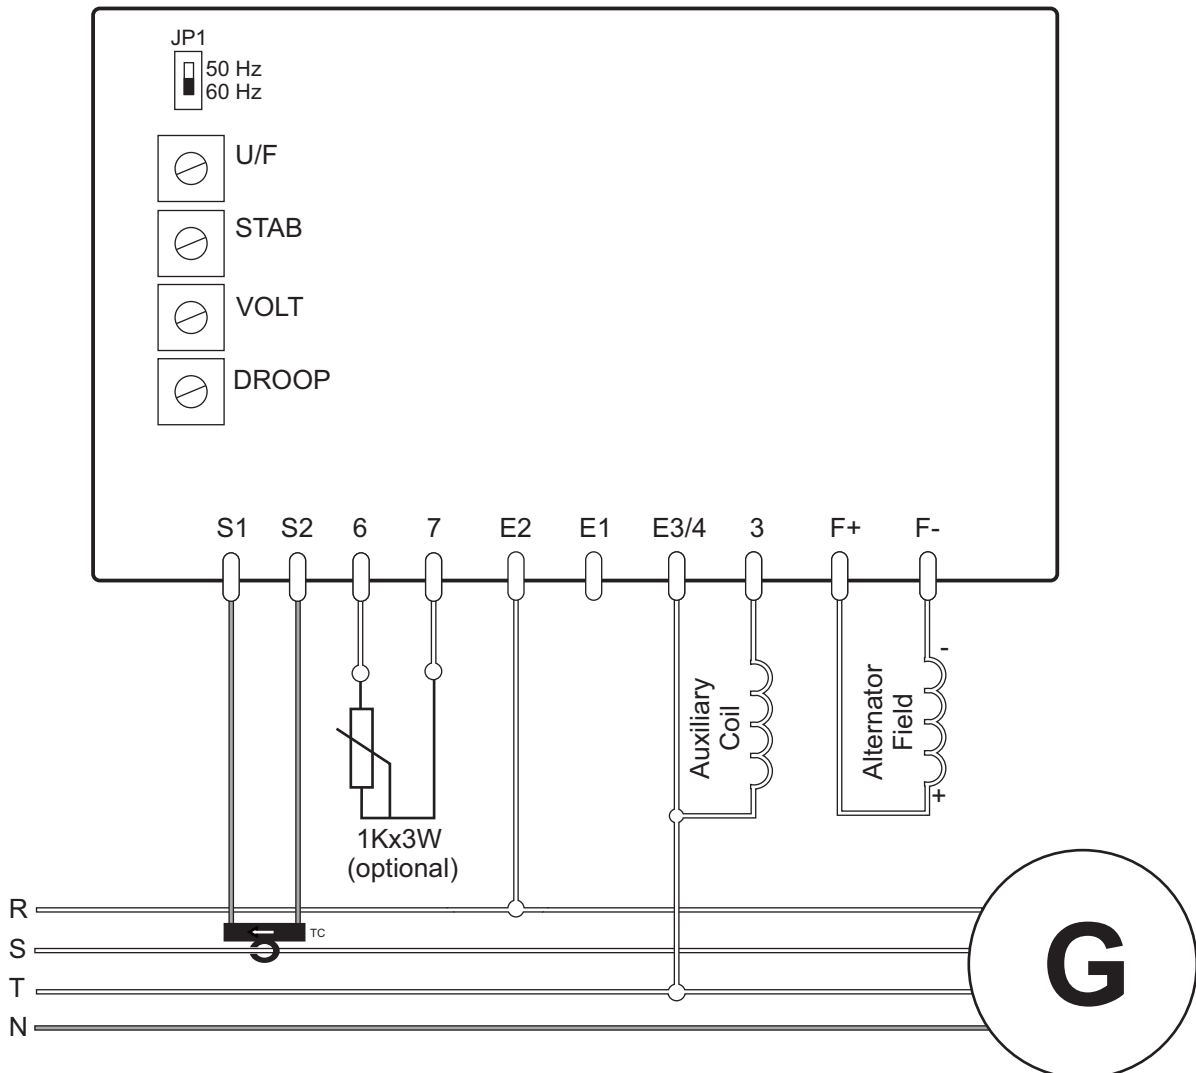 JP1
50 Hz
60 Hz
U/F
STAB
VOLT
DROOP
S1 S2 6 7 E2 E1 E3/4 3 F+ F-
Auxiliary
Coil
Alternator
Field
-
+
1Kx3W
(optional)
R
TC
S
T
N
G